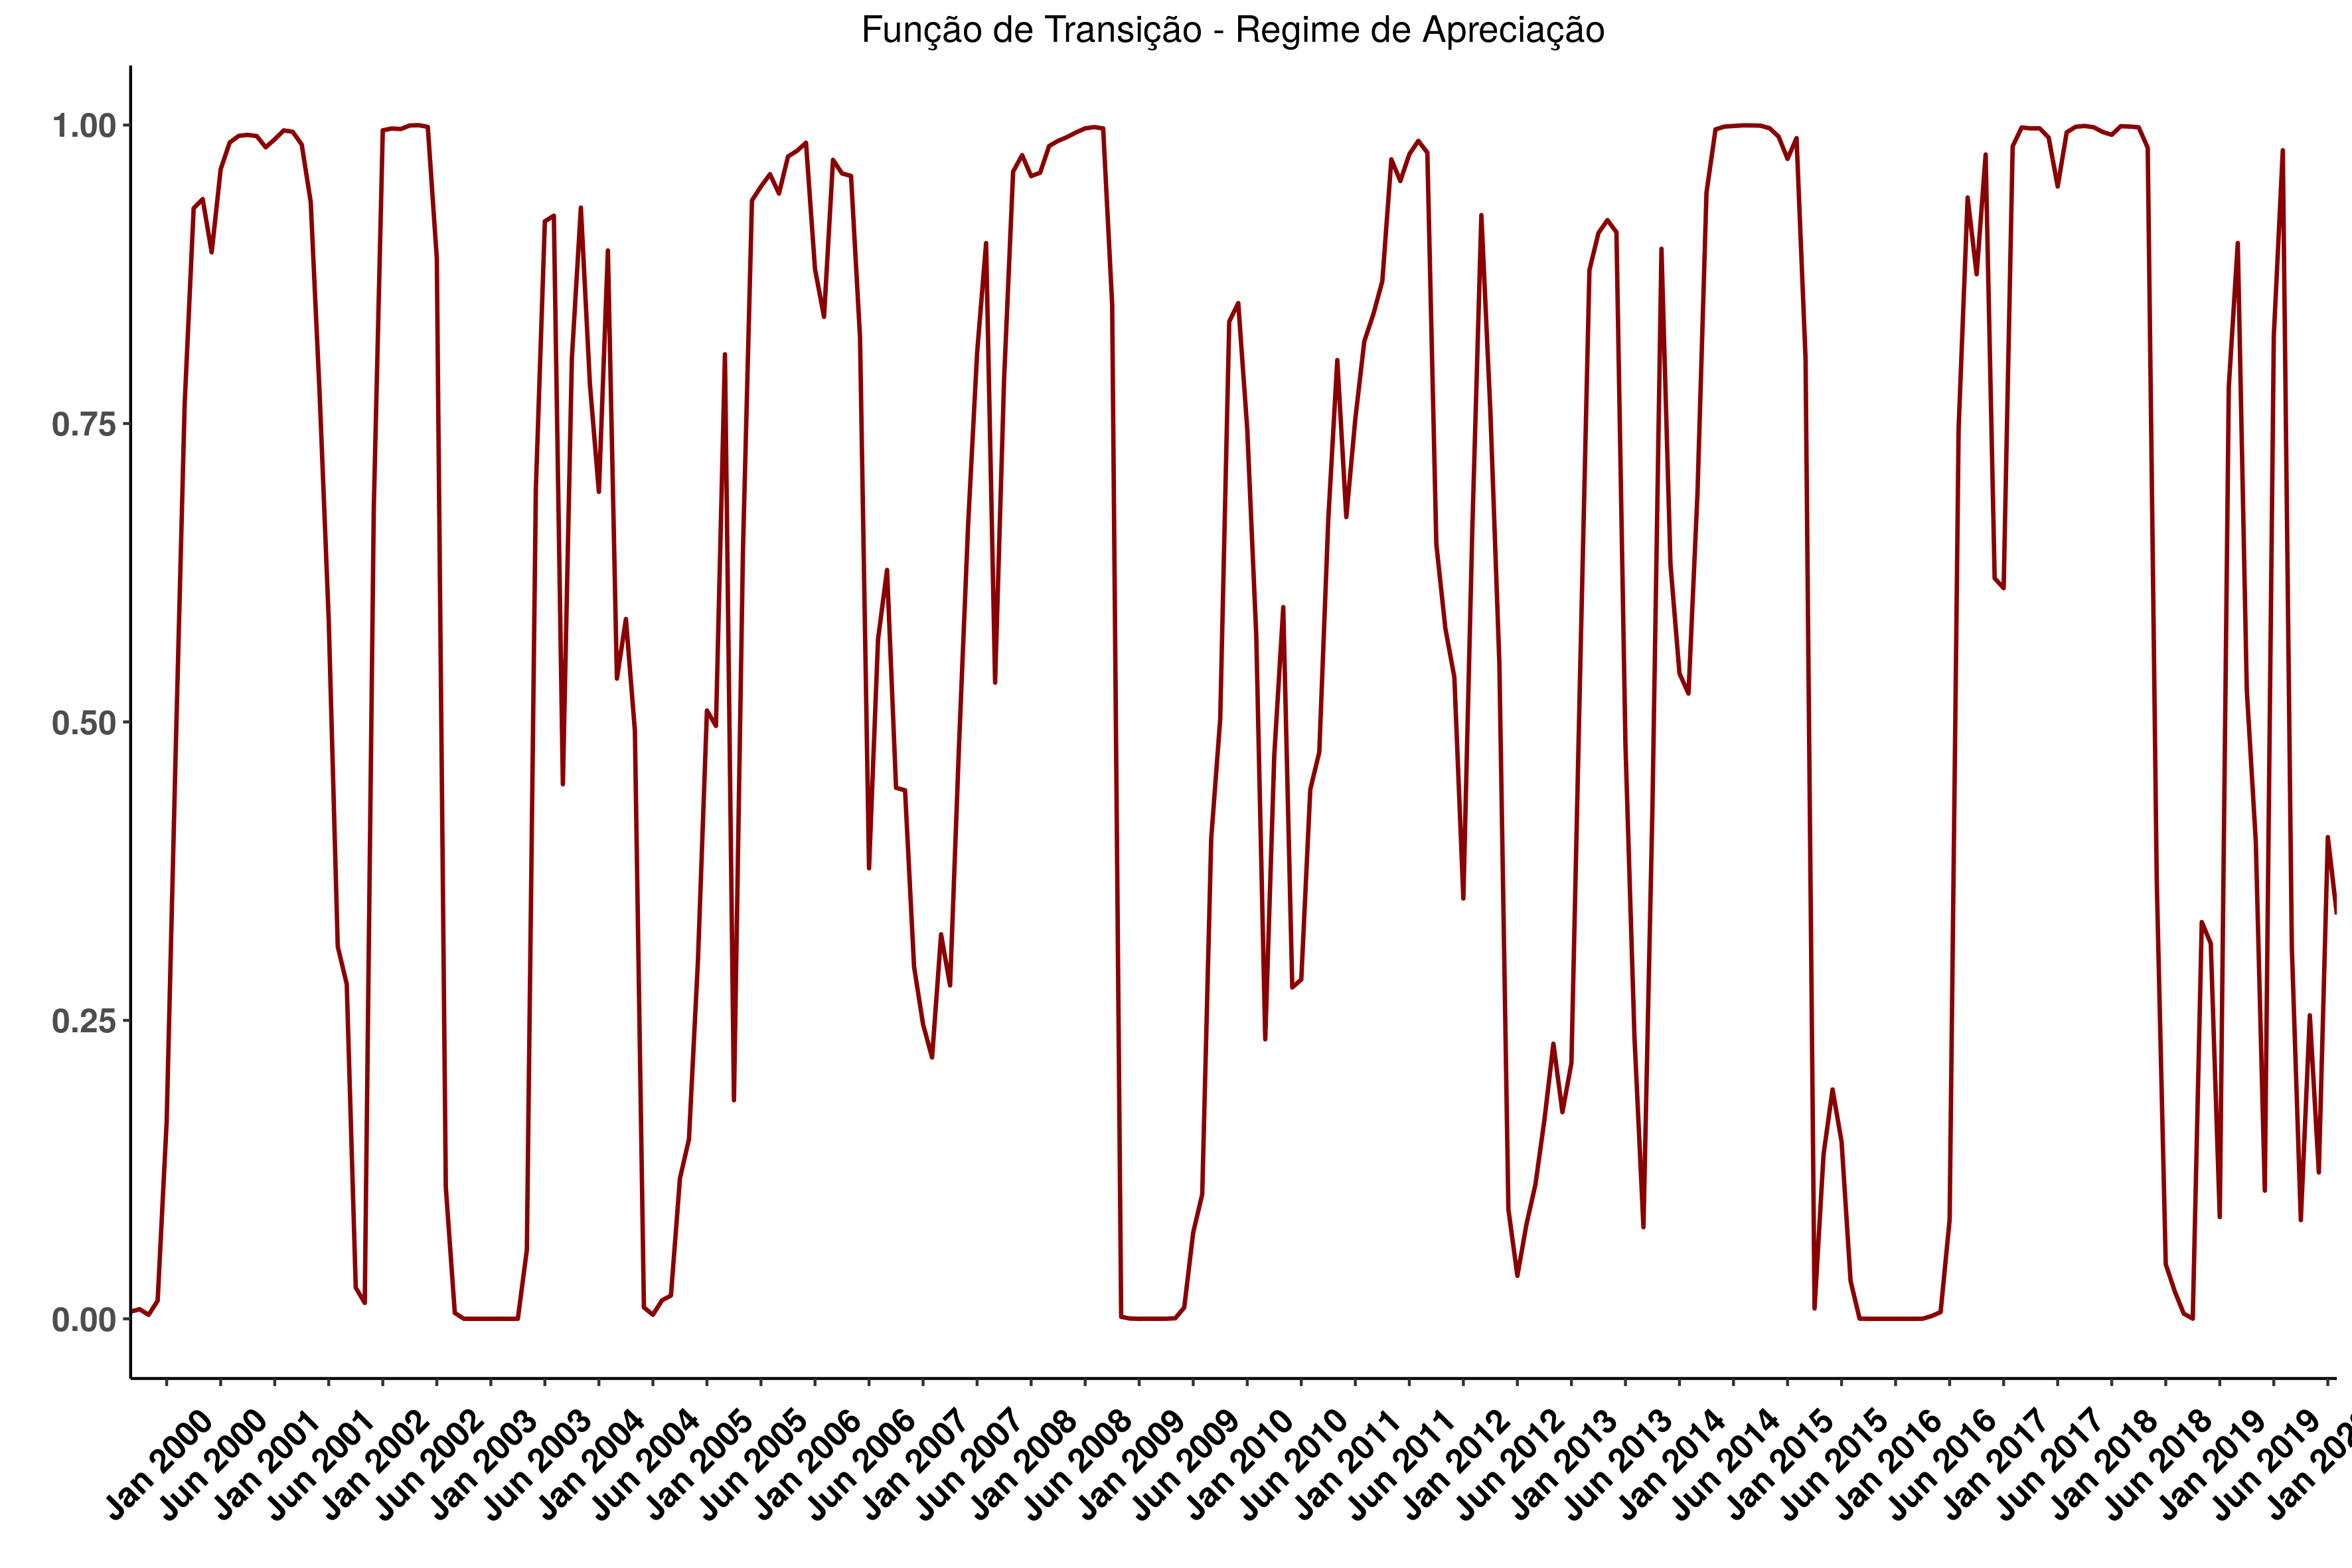 Função de Transição - Regime de Apreciação
1.00
0.75
0.50
0.25
0.00
Jan 2000
Jun 2000
Jan 2001
Jun 2001
Jan 2002
Jun 2002
Jan 2003
Jun 2003
Jan 2004
Jun 2004
Jan 2005
Jun 2005
Jan 2006
Jun 2006
Jan 2007
Jun 2007
Jan 2008
Jun 2008
Jan 2009
Jun 2009
Jan 2010
Jun 2010
Jan 2011
Jun 2011
Jan 2012
Jun 2012
Jan 2013
Jun 2013
Jan 2014
Jun 2014
Jan 2015
Jun 2015
Jan 2016
Jun 2016
Jan 2017
Jun 2017
Jan 2018
Jun 2018
Jan 2019
Jun 2019
Jan